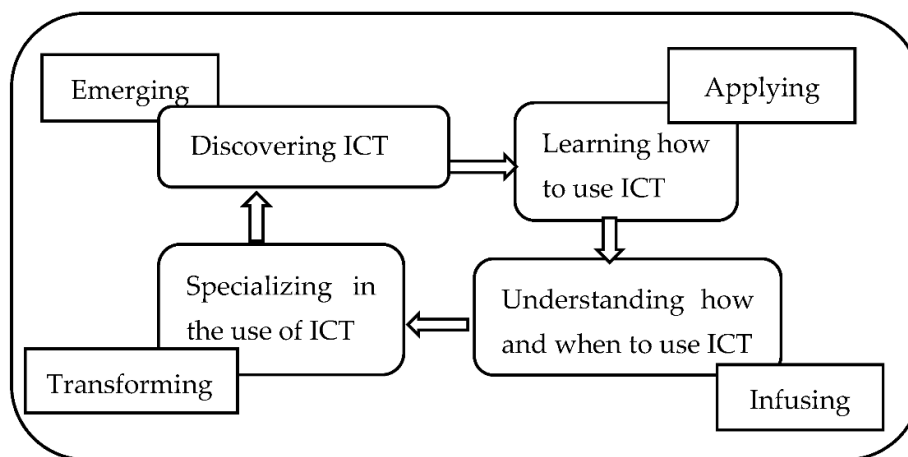 Emerging
Discovering ICT
Applying
Learning how
to use ICT
Understanding how
and when to use ICT
Infusing
Specializing in
the use of ICT
Transforming